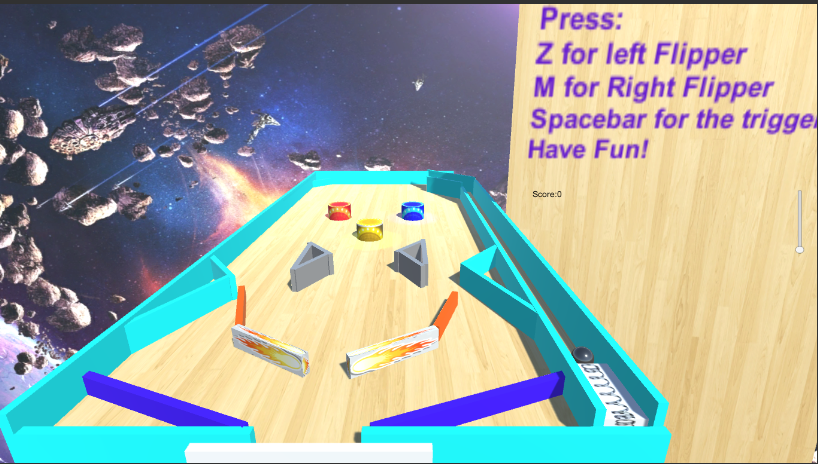 Press:
Z for left Flipper
M for Right Flipper
Spacebar for the trigger
Have Fun!
Score:0